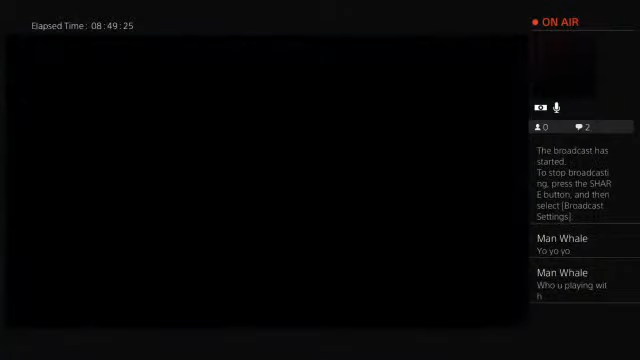 Elapsed Time : 08 : 49 : 25
ON AIR
0 2
The broadcast has
started.
To stop broadcasti
ng, press the SHAR
E button, and then
select [Broadcast
Settings].
Man Whale
Yo yo yo
Man Whale
Who u playing wit
h